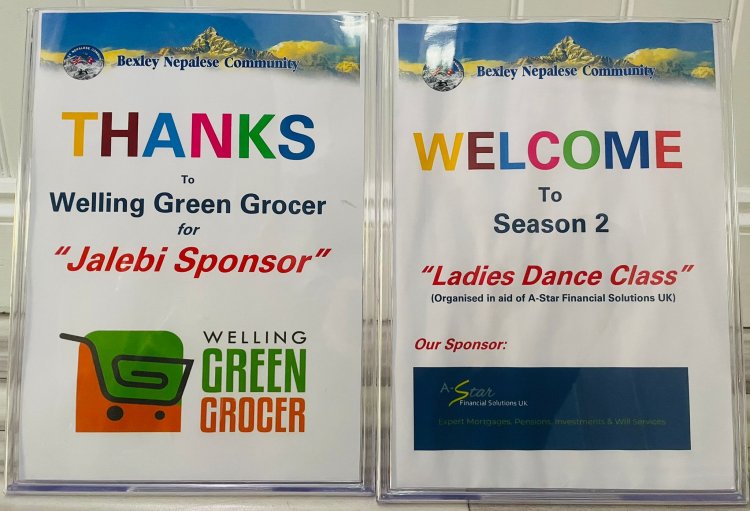 Bexley Nepalese Community
THANKS
To
Welling Green Grocer
for
"Jalebi Sponsor"
WELLING
GREEN
GROCER
Bexley Nepalese Community
WELCOME
To
Season 2
"Ladies Dance Class"
(Organised in aid of A-Star Financial Solutions UK)
Our Sponsor:
A-Star
Financial Solutions UK
Expert Mortgages, Pensions, Investments & Will Services